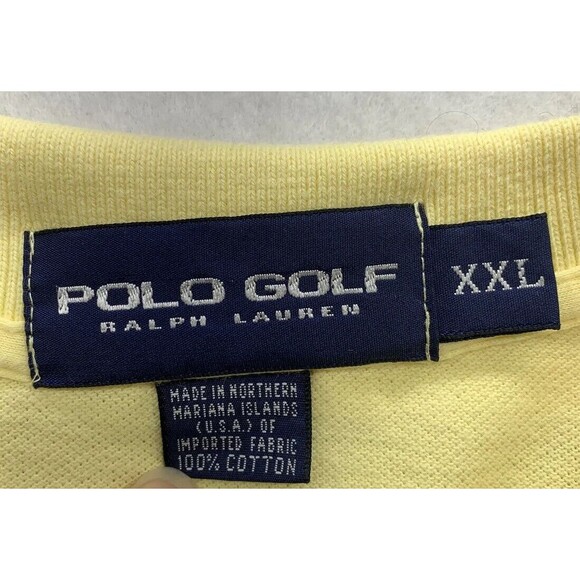 POLO GOLF
RALPH LAUREN
XXL
MADE IN NORTHERN
MARIANA ISLANDS
(U.S.A.) OF
IMPORTED FABRIC
100% COTTON